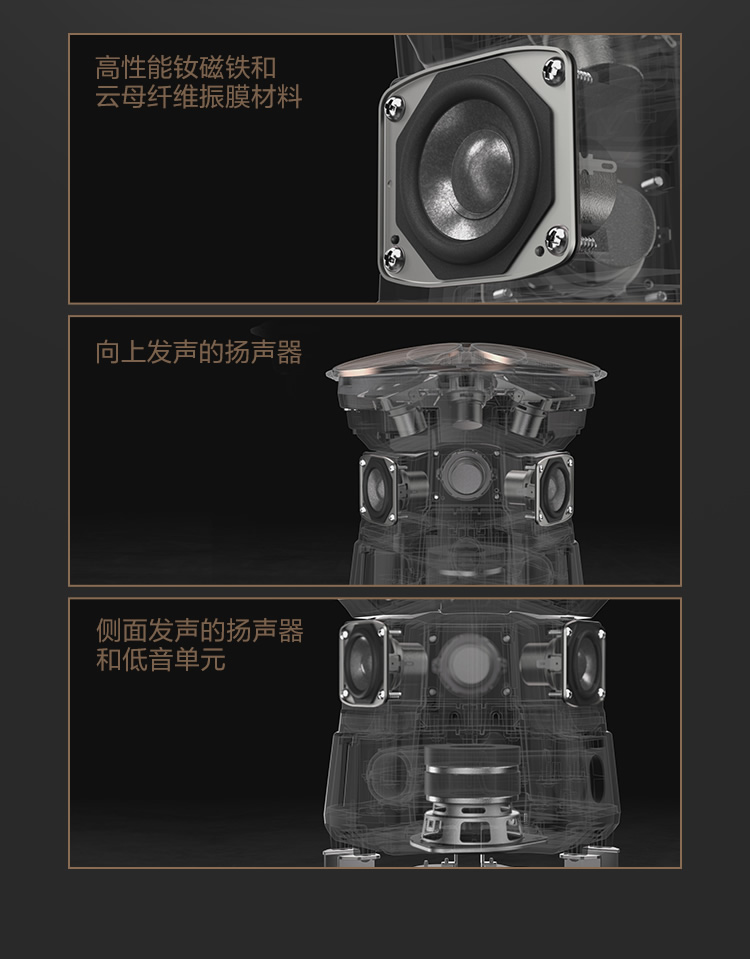 高性能钕磁铁和
云母纤维振膜材料
向上发声的扬声器
侧面发声的扬声器
和低音单元